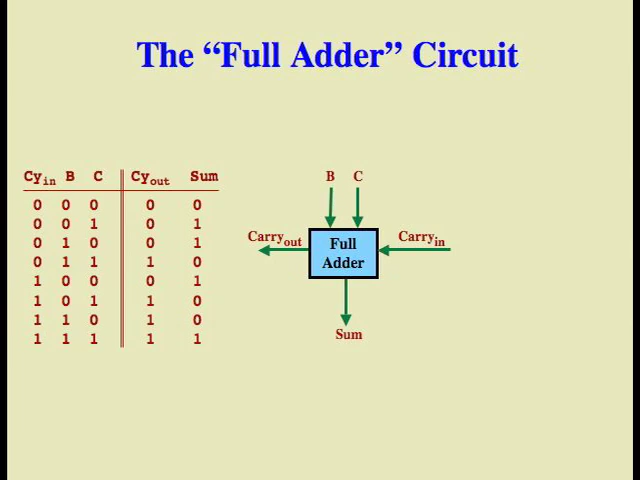 The “Full Adder” Circuit
Cyin B C Cyout Sum
0 0 0 0 0
0 0 1 0 1
0 1 0 0 1
0 1 1 1 0
1 0 0 0 1
1 0 1 1 0
1 1 0 1 0
1 1 1 1 1
B C
Carryout
Full
Adder
Carryin
Sum